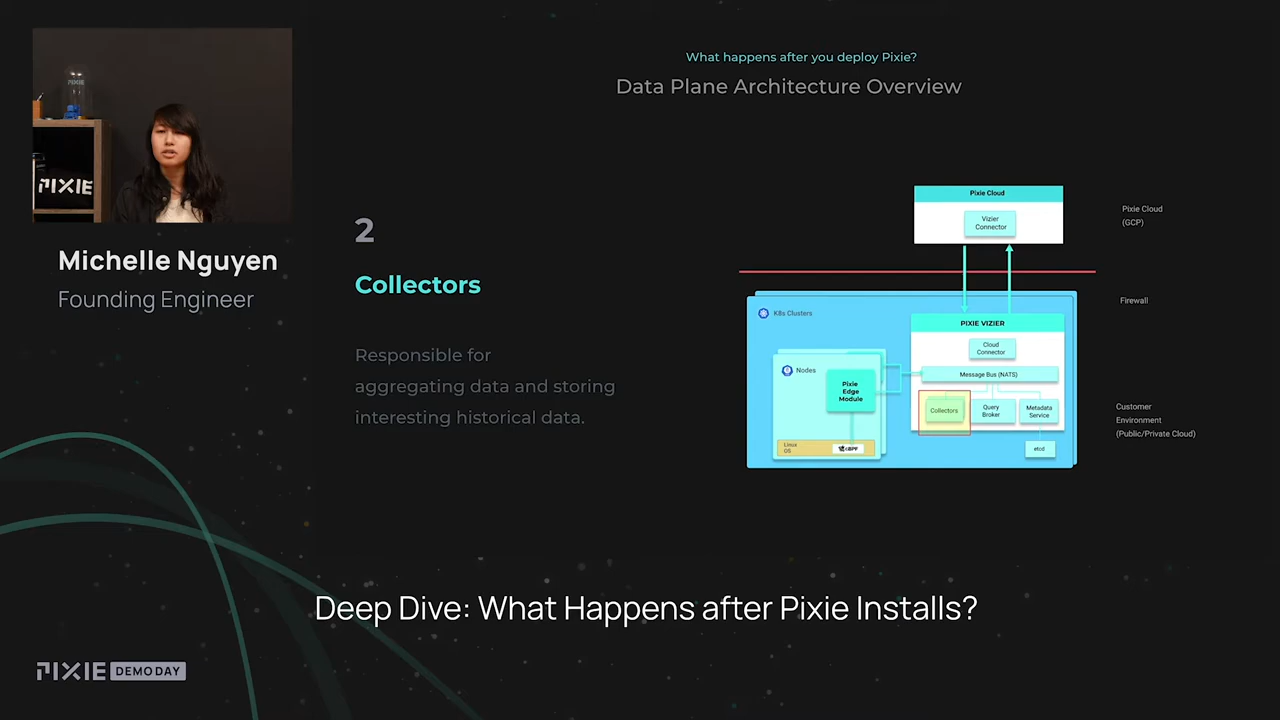 PIXIE
PIXIE
Michelle Nguyen
Founding Engineer
What happens after you deploy Pixie?
Data Plane Architecture Overview
2
Collectors
Responsible for
aggregating data and storing
interesting historical data.
Pixie Cloud
Vizier
Connector
Pixie Cloud
(GCP)
Firewall
K8s Clusters
PIXIE VIZIER
Cloud
Connector
Message Bus (NATS)
Nodes
Pixie
Edge
Module
Collectors
Query
Broker
Metadata
Service
Linux
OS
eBPF
etcd
Customer
Environment
(Public/Private Cloud)
Deep Dive: What Happens after Pixie Installs?
PIXIE DEMO DAY